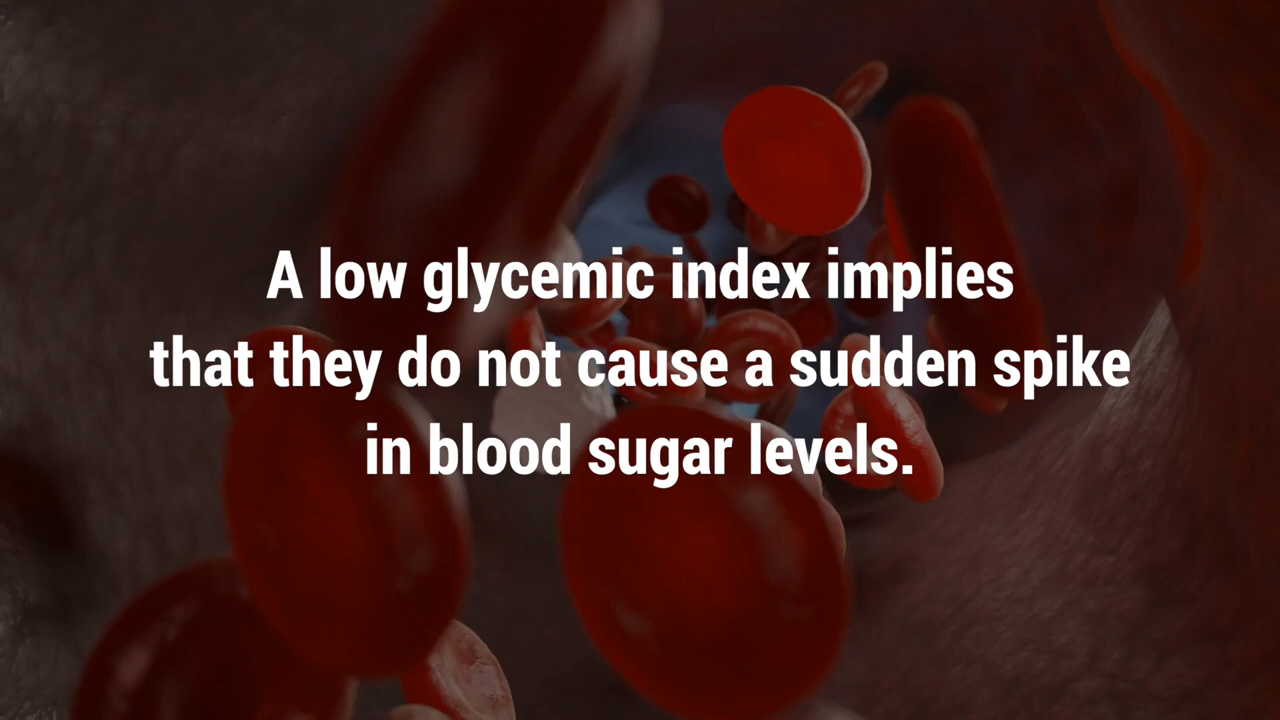 A low glycemic index implies
that they do not cause a sudden spike
in blood sugar levels.